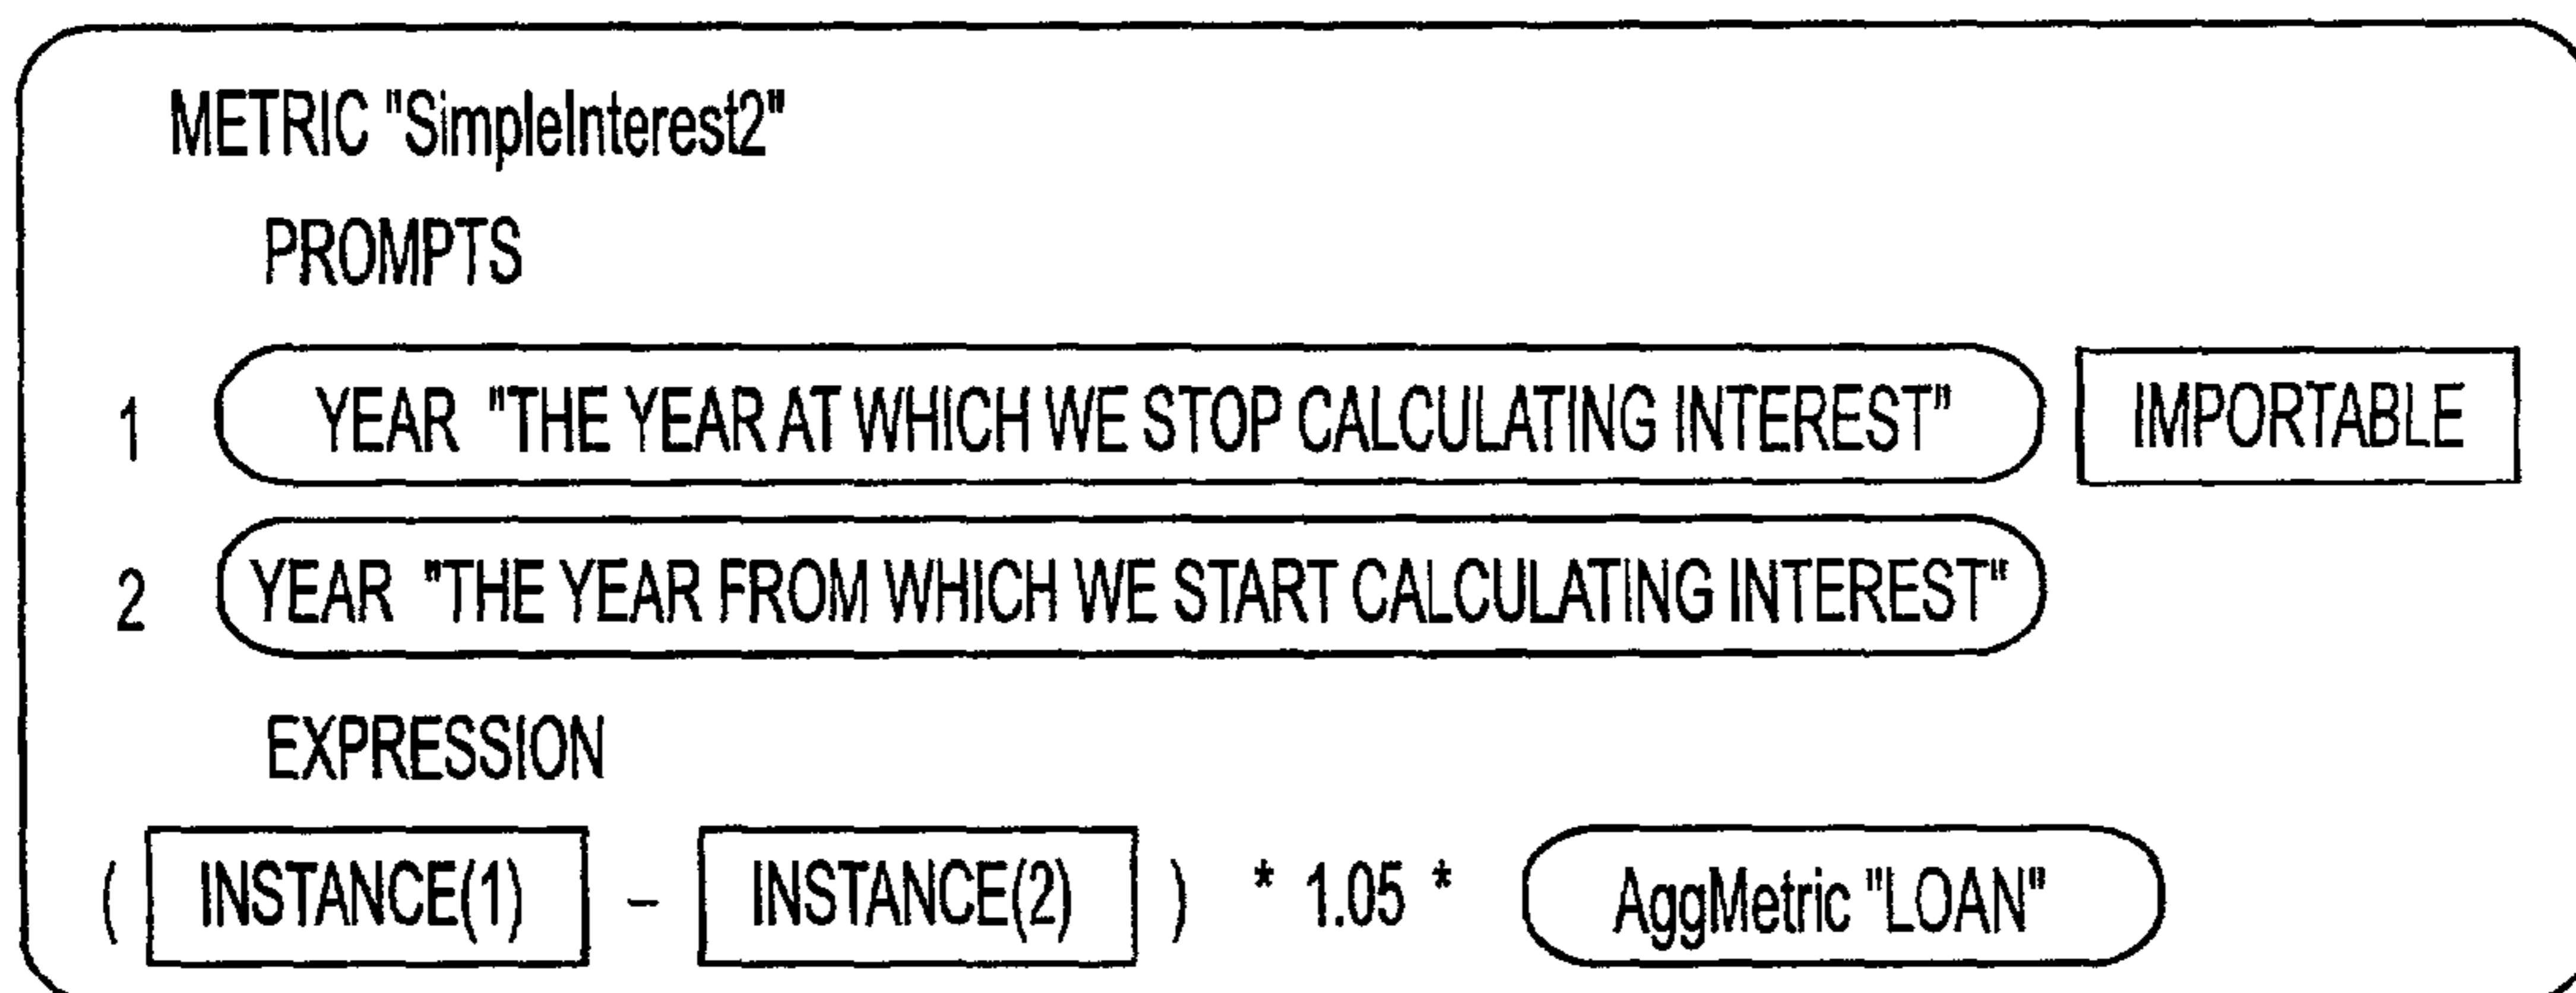 METRIC "SimpleInterest2"
PROMPTS
1 YEAR "THE YEAR AT WHICH WE STOP CALCULATING INTEREST" IMPORTABLE
2 YEAR "THE YEAR FROM WHICH WE START CALCULATING INTEREST"
EXPRESSION
( INSTANCE(1) – INSTANCE(2) ) * 1.05 * AggMetric "LOAN"